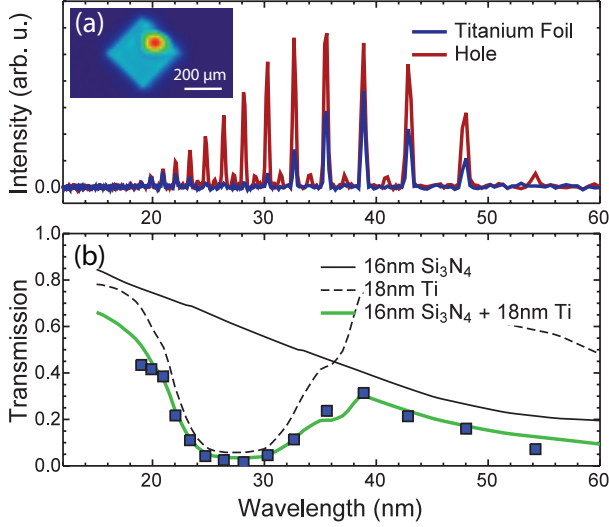 (a)
200 µm
Titanium Foil
Hole
Intensity (arb. u.)
0.0
20 30 40 50 60
(b)
16nm Si₃N₄
18nm Ti
16nm Si₃N₄ + 18nm Ti
Transmission
1.0
0.8
0.6
0.4
0.2
0.0
20 30 40 50 60
Wavelength (nm)